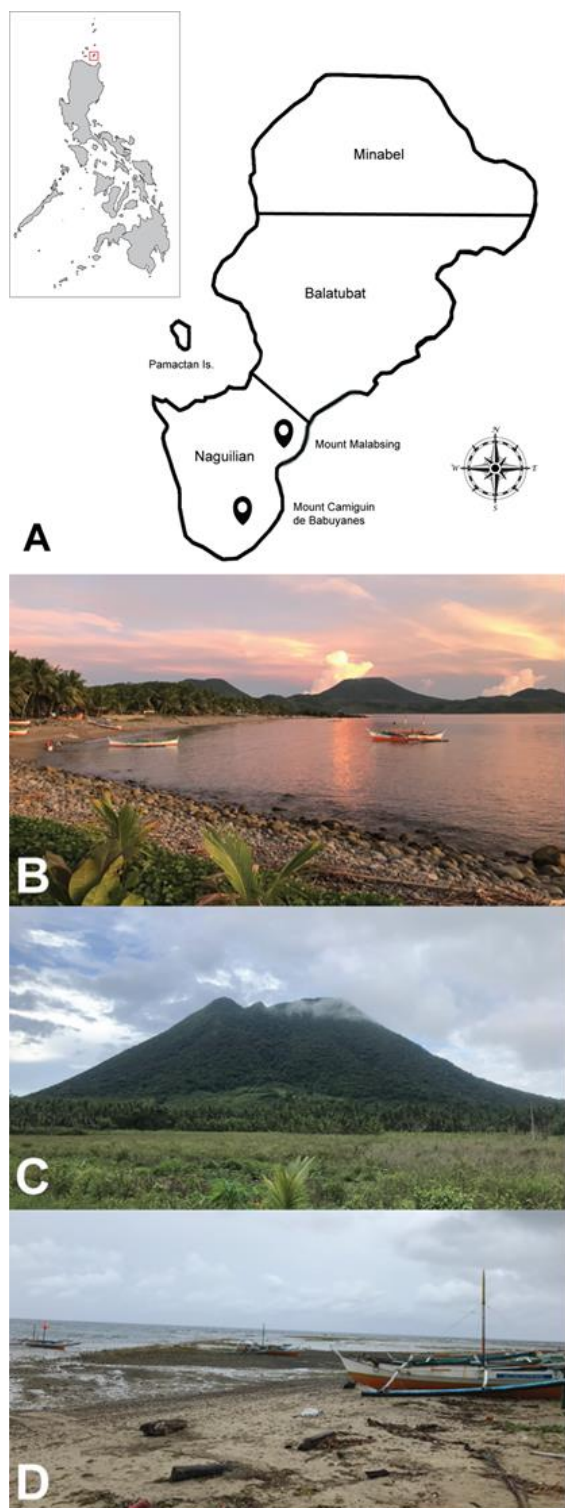 Minabel
Balatubat
Pamactan Is.
Naguilian
Mount Malabsing
Mount Camiguin
de Babuyanes
N
W
E
S
A
B
C
D